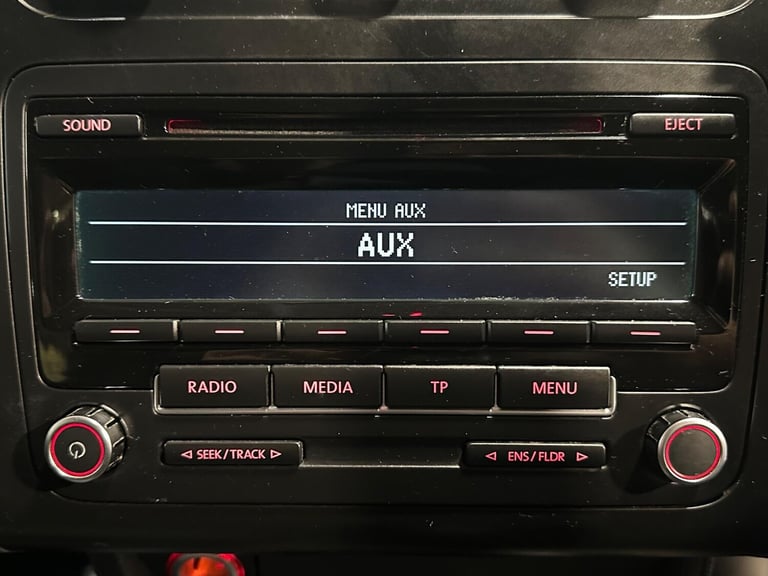 SOUND
EJECT
MENU AUX
AUX
SETUP
RADIO
MEDIA
TP
MENU
SEEK/TRACK
ENS/FLDR